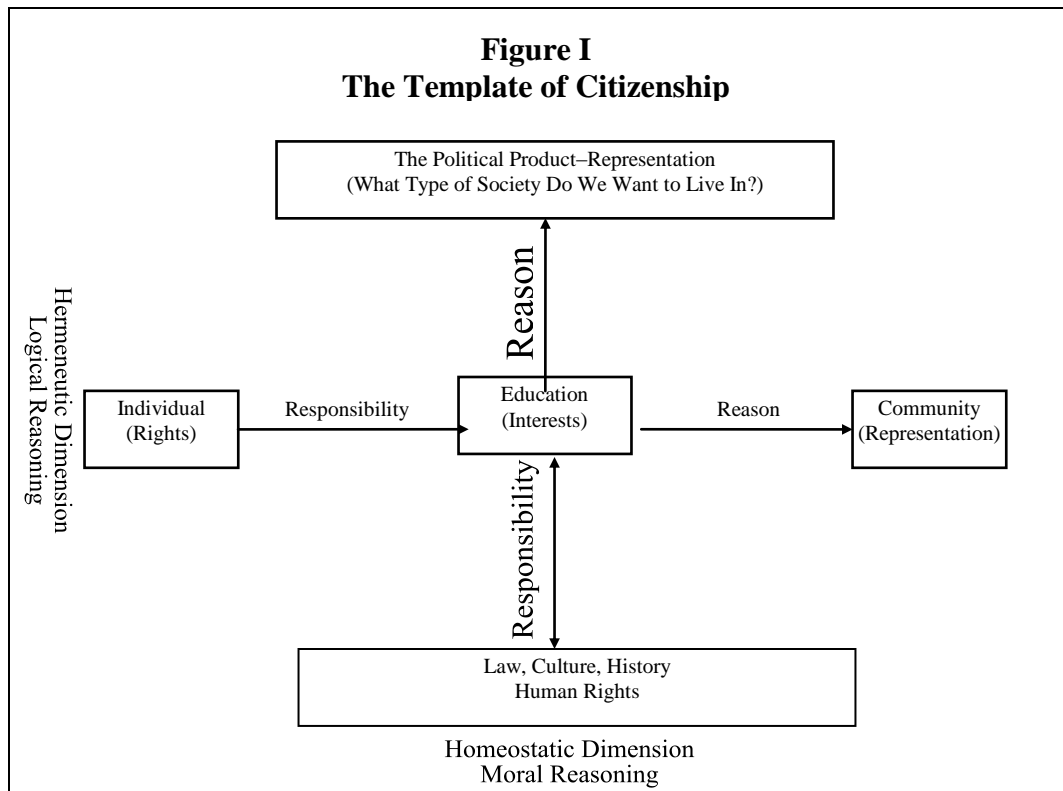 Figure I
The Template of Citizenship
The Political Product–Representation
(What Type of Society Do We Want to Live In?)
Reason
Hermeneutic Dimension
Logical Reasoning
Individual
(Rights)
Responsibility
Education
(Interests)
Reason
Community
(Representation)
Responsibility
Law, Culture, History
Human Rights
Homeostatic Dimension
Moral Reasoning